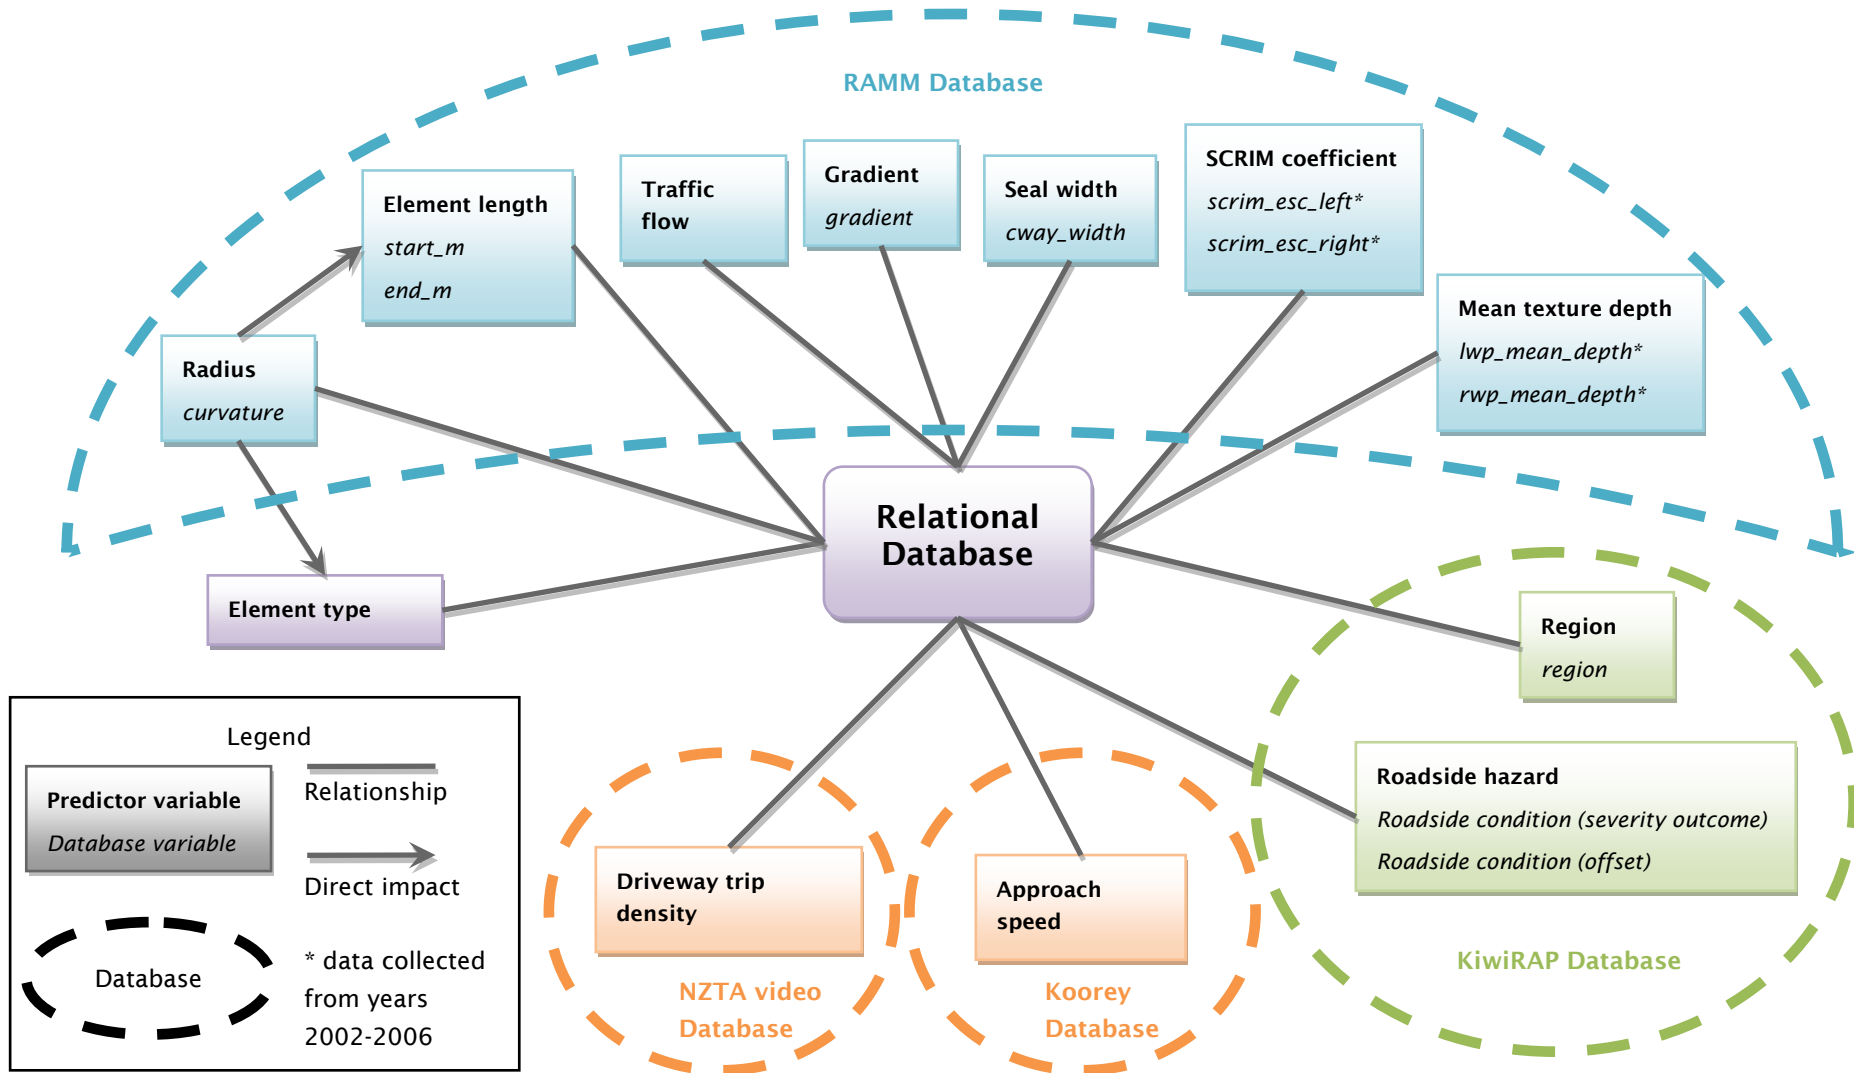 RAMM Database
Element length
start_m
end_m
Traffic
flow
Gradient
gradient
Seal width
cway_width
SCRIM coefficient
scrim_esc_left*
scrim_esc_right*
Mean texture depth
lwp_mean_depth*
rwp_mean_depth*
Radius
curvature
Relational
Database
Element type
Region
region
Roadside hazard
Roadside condition (severity outcome)
Roadside condition (offset)
KiwiRAP Database
Driveway trip
density
NZTA video
Database
Approach
speed
Koorey
Database
Legend
Predictor variable
Database variable
Relationship
Direct impact
Database
* data collected
from years
2002-2006